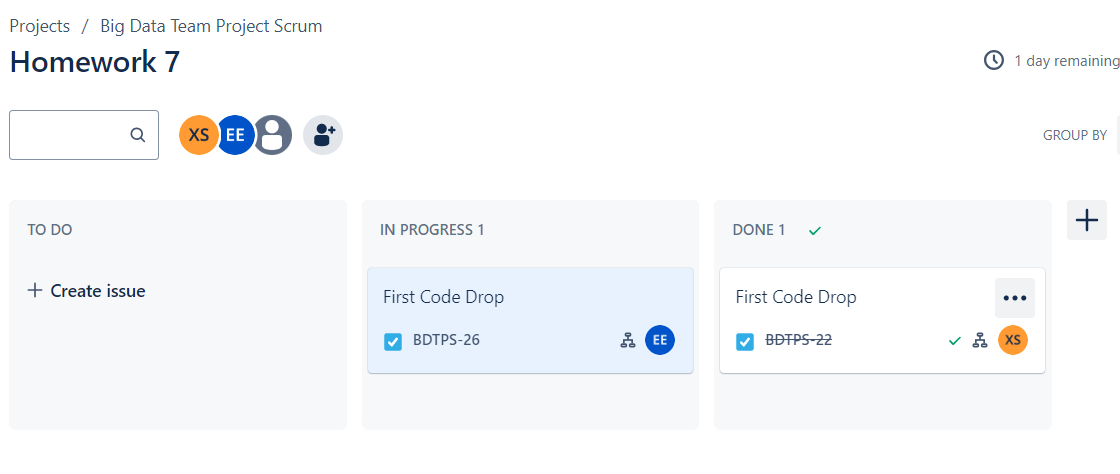 Projects / Big Data Team Project Scrum
Homework 7
1 day remaining
XS EE
GROUP BY
TO DO
+ Create issue
IN PROGRESS 1
First Code Drop
BDTPS-26
EE
DONE 1
First Code Drop
BDTPS-22
XS